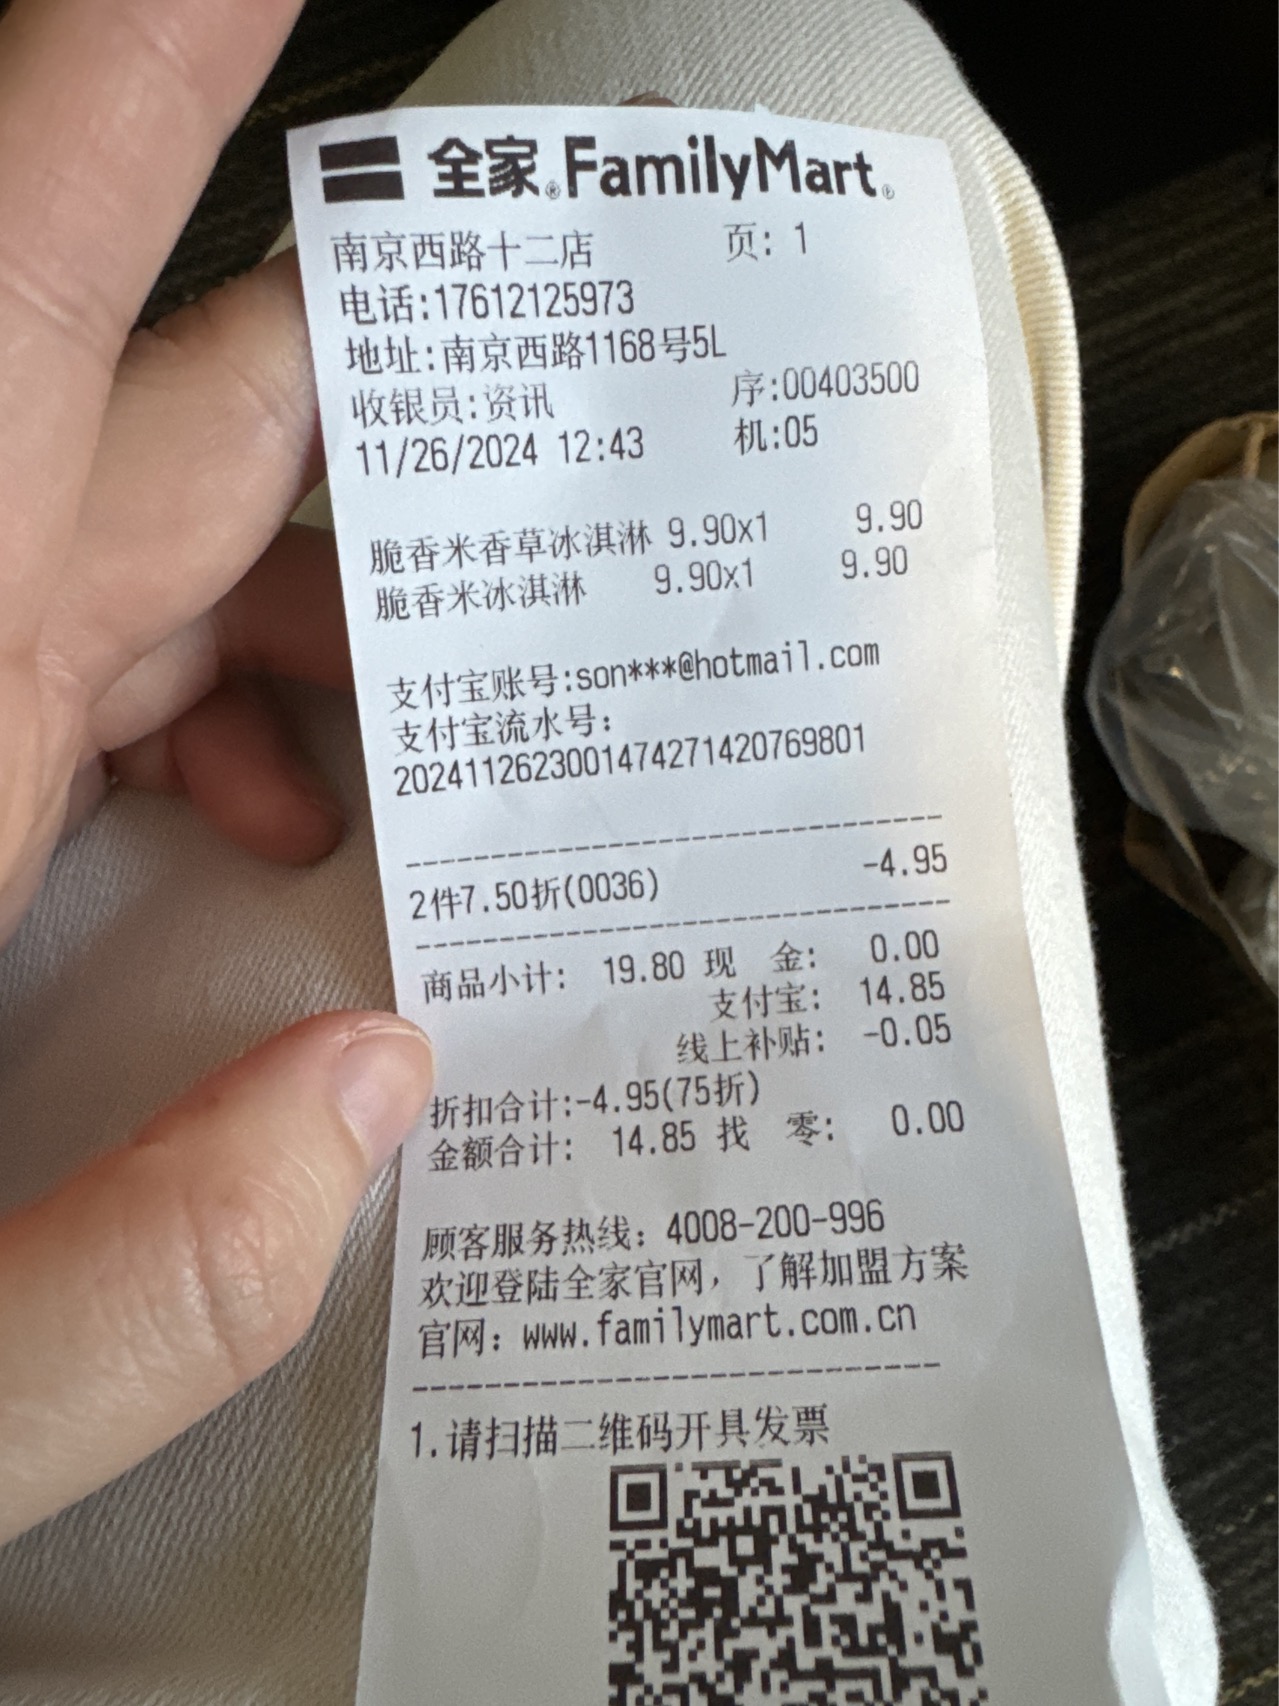 全家® FamilyMart®
南京西路十二店 页: 1
电话:17612125973
地址:南京西路1168号5L
收银员:资讯 序:00403500
11/26/2024 12:43 机:05
脆香米香草冰淇淋 9.90x1 9.90
脆香米冰淇淋 9.90x1 9.90
支付宝账号:son***@hotmail.com
支付宝流水号:
2024112623001474271420769801
2件7.50折(0036) -4.95
商品小计: 19.80 现 金: 0.00
支付宝: 14.85
线上补贴: -0.05
折扣合计:-4.95(75折)
金额合计: 14.85 找 零: 0.00
顾客服务热线: 4008-200-996
欢迎登陆全家官网,了解加盟方案
官网: www.familymart.com.cn
1.请扫描二维码开具发票